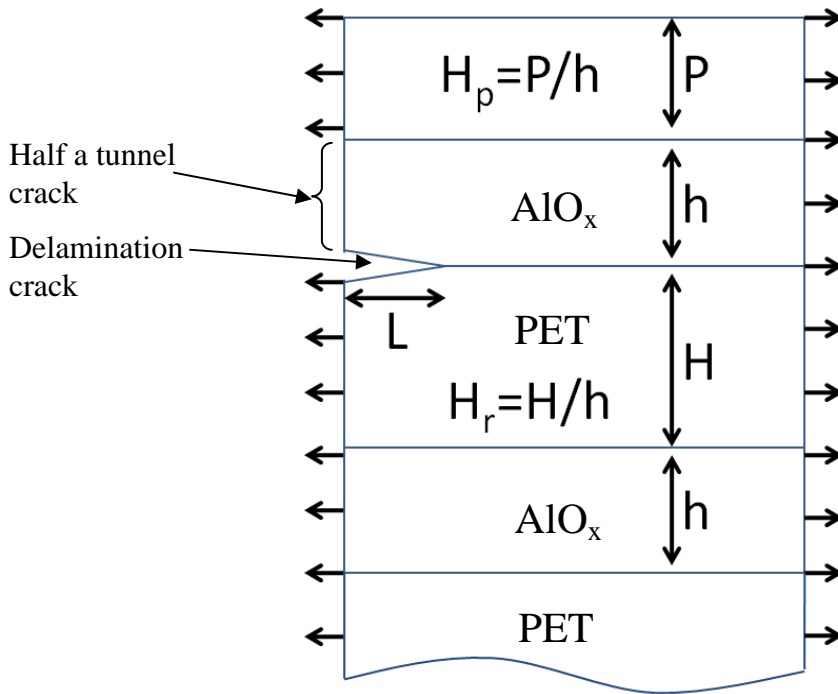 Hₚ=P/h
P
Half a tunnel
crack
AlOₓ
h
Delamination
crack
L
PET
H
Hᵣ=H/h
AlOₓ
h
PET